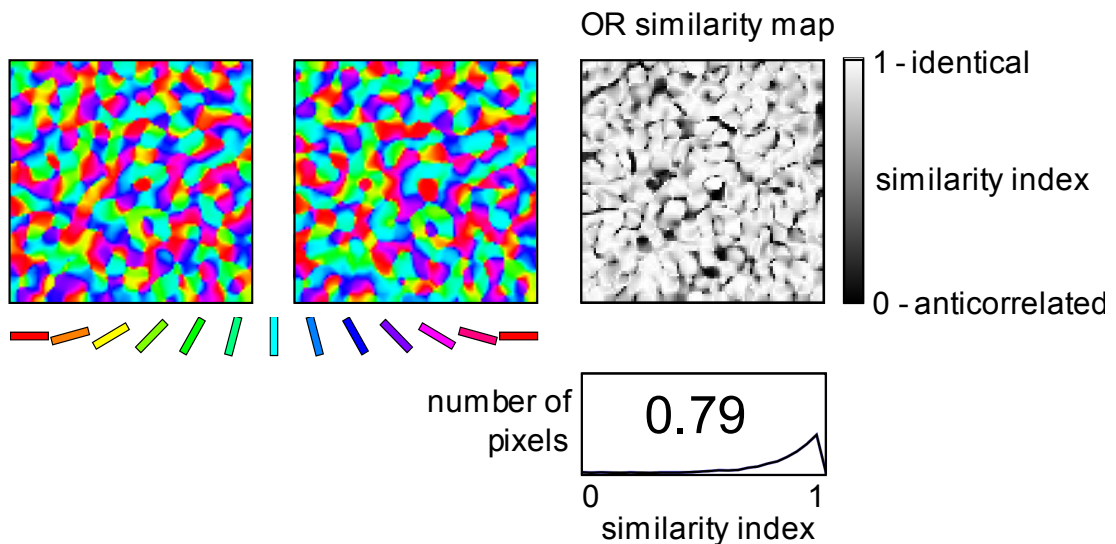 OR similarity map
1 - identical
similarity index
0 - anticorrelated
number of
pixels
0.79
0 1
similarity index